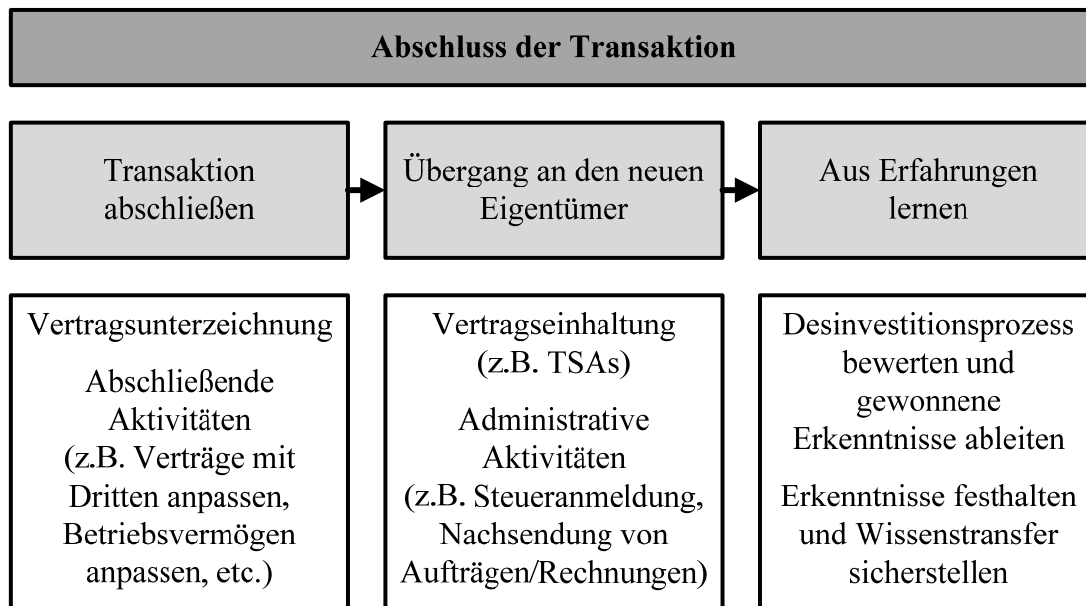 Abschluss der Transaktion
Transaktion
abschließen
Übergang an den neuen
Eigentümer
Aus Erfahrungen
lernen
Vertragsunterzeichnung
Abschließende
Aktivitäten
(z.B. Verträge mit
Dritten anpassen,
Betriebsvermögen
anpassen, etc.)
Vertragseinhaltung
(z.B. TSAs)
Administrative
Aktivitäten
(z.B. Steueranmeldung,
Nachsendung von
Aufträgen/Rechnungen)
Desinvestitionsprozess
bewerten und
gewonnene
Erkenntnisse ableiten
Erkenntnisse festhalten
und Wissenstransfer
sicherstellen